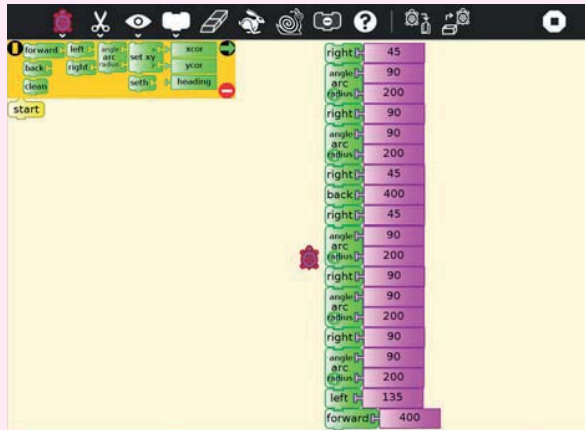 forward left angle arc radius set xy x y xcor ycor
back right seth heading
clean
start
right 45
angle 90
arc
radius 200
right 90
angle 90
arc
radius 200
right 45
back 400
right 45
angle 90
arc
radius 200
right 90
angle 90
arc
radius 200
right 90
angle 90
arc
radius 200
left 135
forward 400